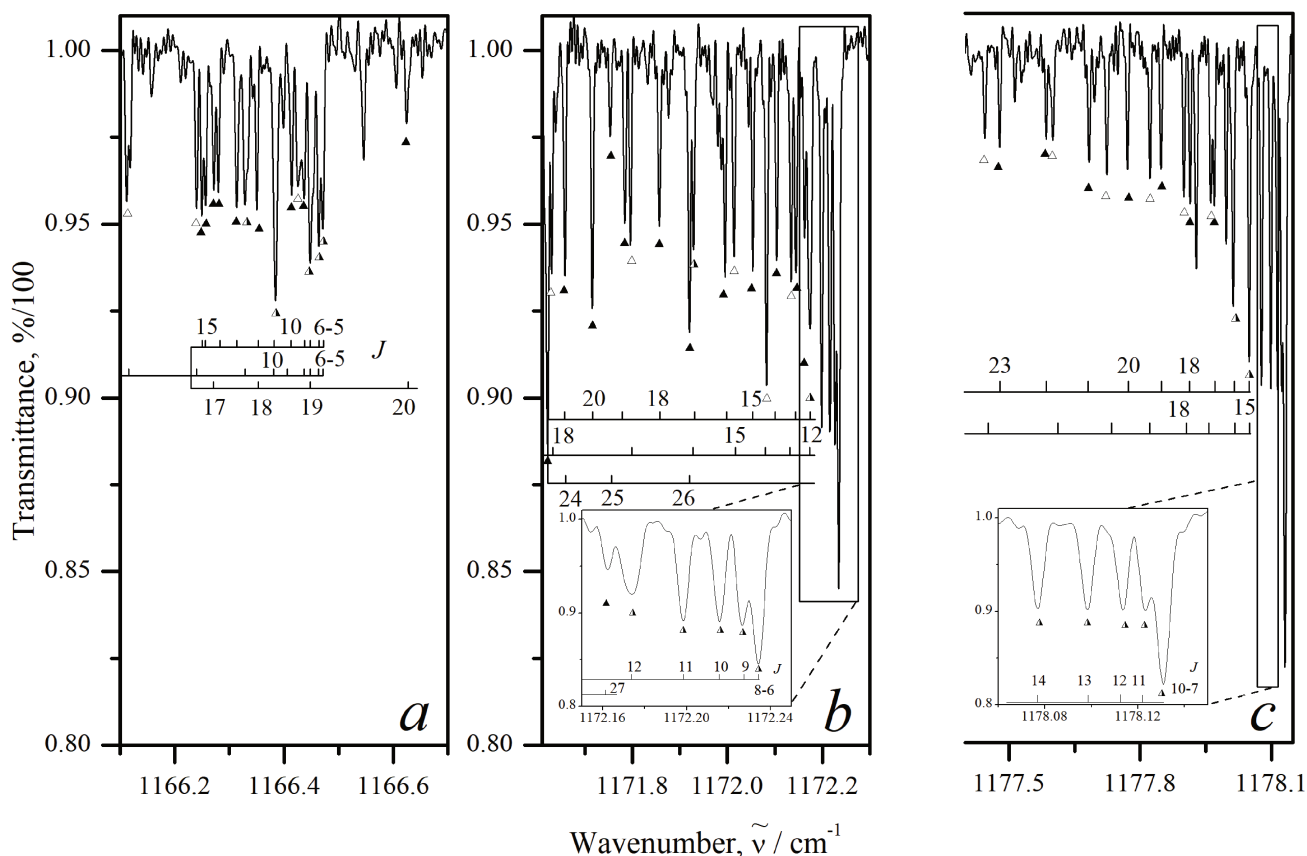 1.00
0.95
0.90
0.85
0.80
Transmittance, %/100
15 10 6-5 J
10 6-5
17 18 19 20
a
1166.2 1166.4 1166.6
20 18 15
18 15 12
24 25 26
1.0
0.9
0.8
12 11 10 9 J
8-6
27
1172.16 1172.20 1172.24
b
1171.8 1172.0 1172.2
23 20 18
18 15
1.0
0.9
0.8
J
14 13 12 11 10-7
1178.08 1178.12
c
1177.5 1177.8 1178.1
Wavenumber, ν̃ / cm⁻¹